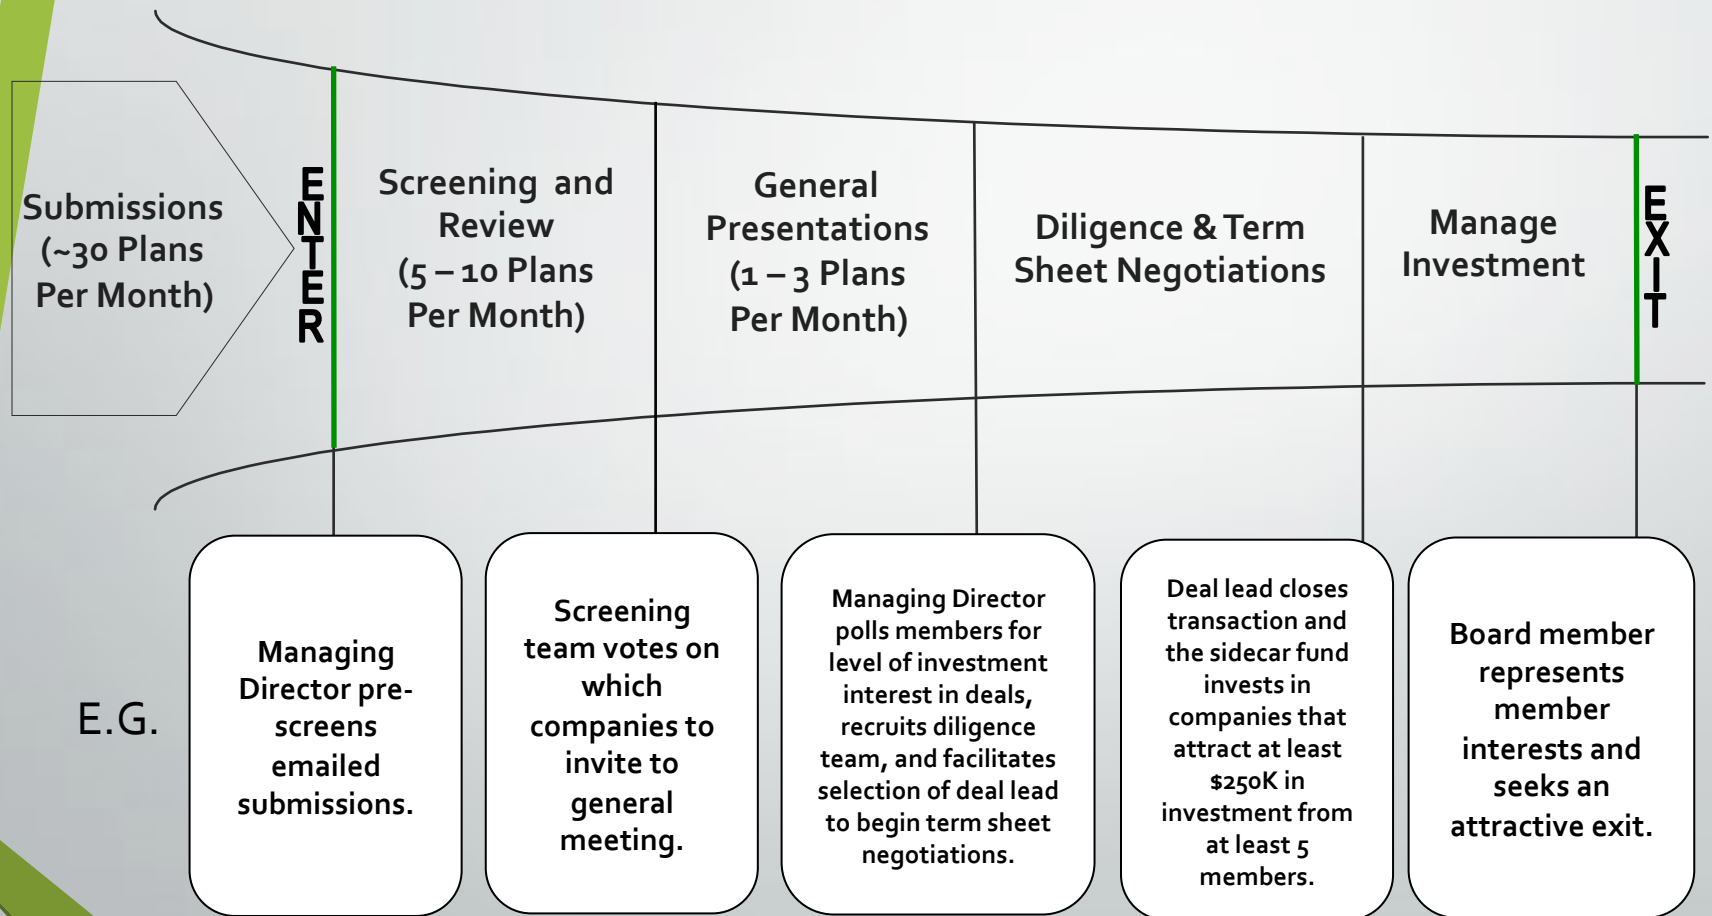 Submissions
(~30 Plans
Per Month)
ENTER
Screening and
Review
(5 – 10 Plans
Per Month)
General
Presentations
(1 – 3 Plans
Per Month)
Diligence & Term
Sheet Negotiations
Manage
Investment
EXIT
E.G.
Managing
Director pre-
screens
emailed
submissions.
Screening
team votes on
which
companies to
invite to
general
meeting.
Managing Director
polls members for
level of investment
interest in deals,
recruits diligence
team, and facilitates
selection of deal lead
to begin term sheet
negotiations.
Deal lead closes
transaction and
the sidecar fund
invests in
companies that
attract at least
$250K in
investment from
at least 5
members.
Board member
represents
member
interests and
seeks an
attractive exit.